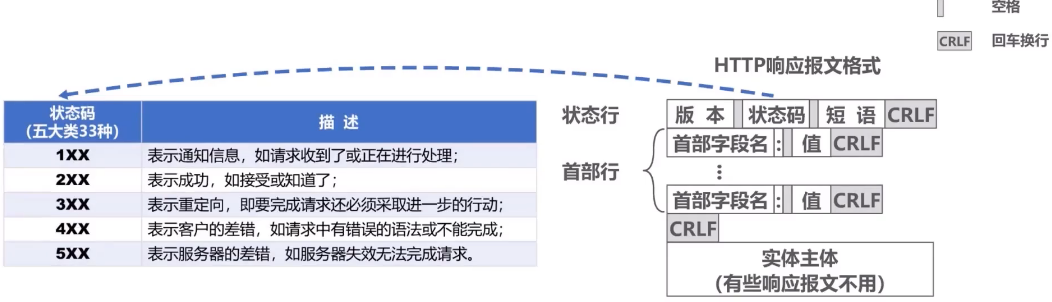 空格
CRLF 回车换行
HTTP响应报文格式
状态码
(五大类33种)
描 述
1XX 表示通知信息，如请求收到了或正在进行处理；
2XX 表示成功，如接受或知道了；
3XX 表示重定向，即要完成请求还必须采取进一步的行动；
4XX 表示客户的差错，如请求中有错误的语法或不能完成；
5XX 表示服务器的差错，如服务器失效无法完成请求。
状态行 版 本 状态码 短 语 CRLF
首部行
首部字段名 : 值 CRLF
⋮
首部字段名 : 值 CRLF
CRLF
实体主体
(有些响应报文不用)